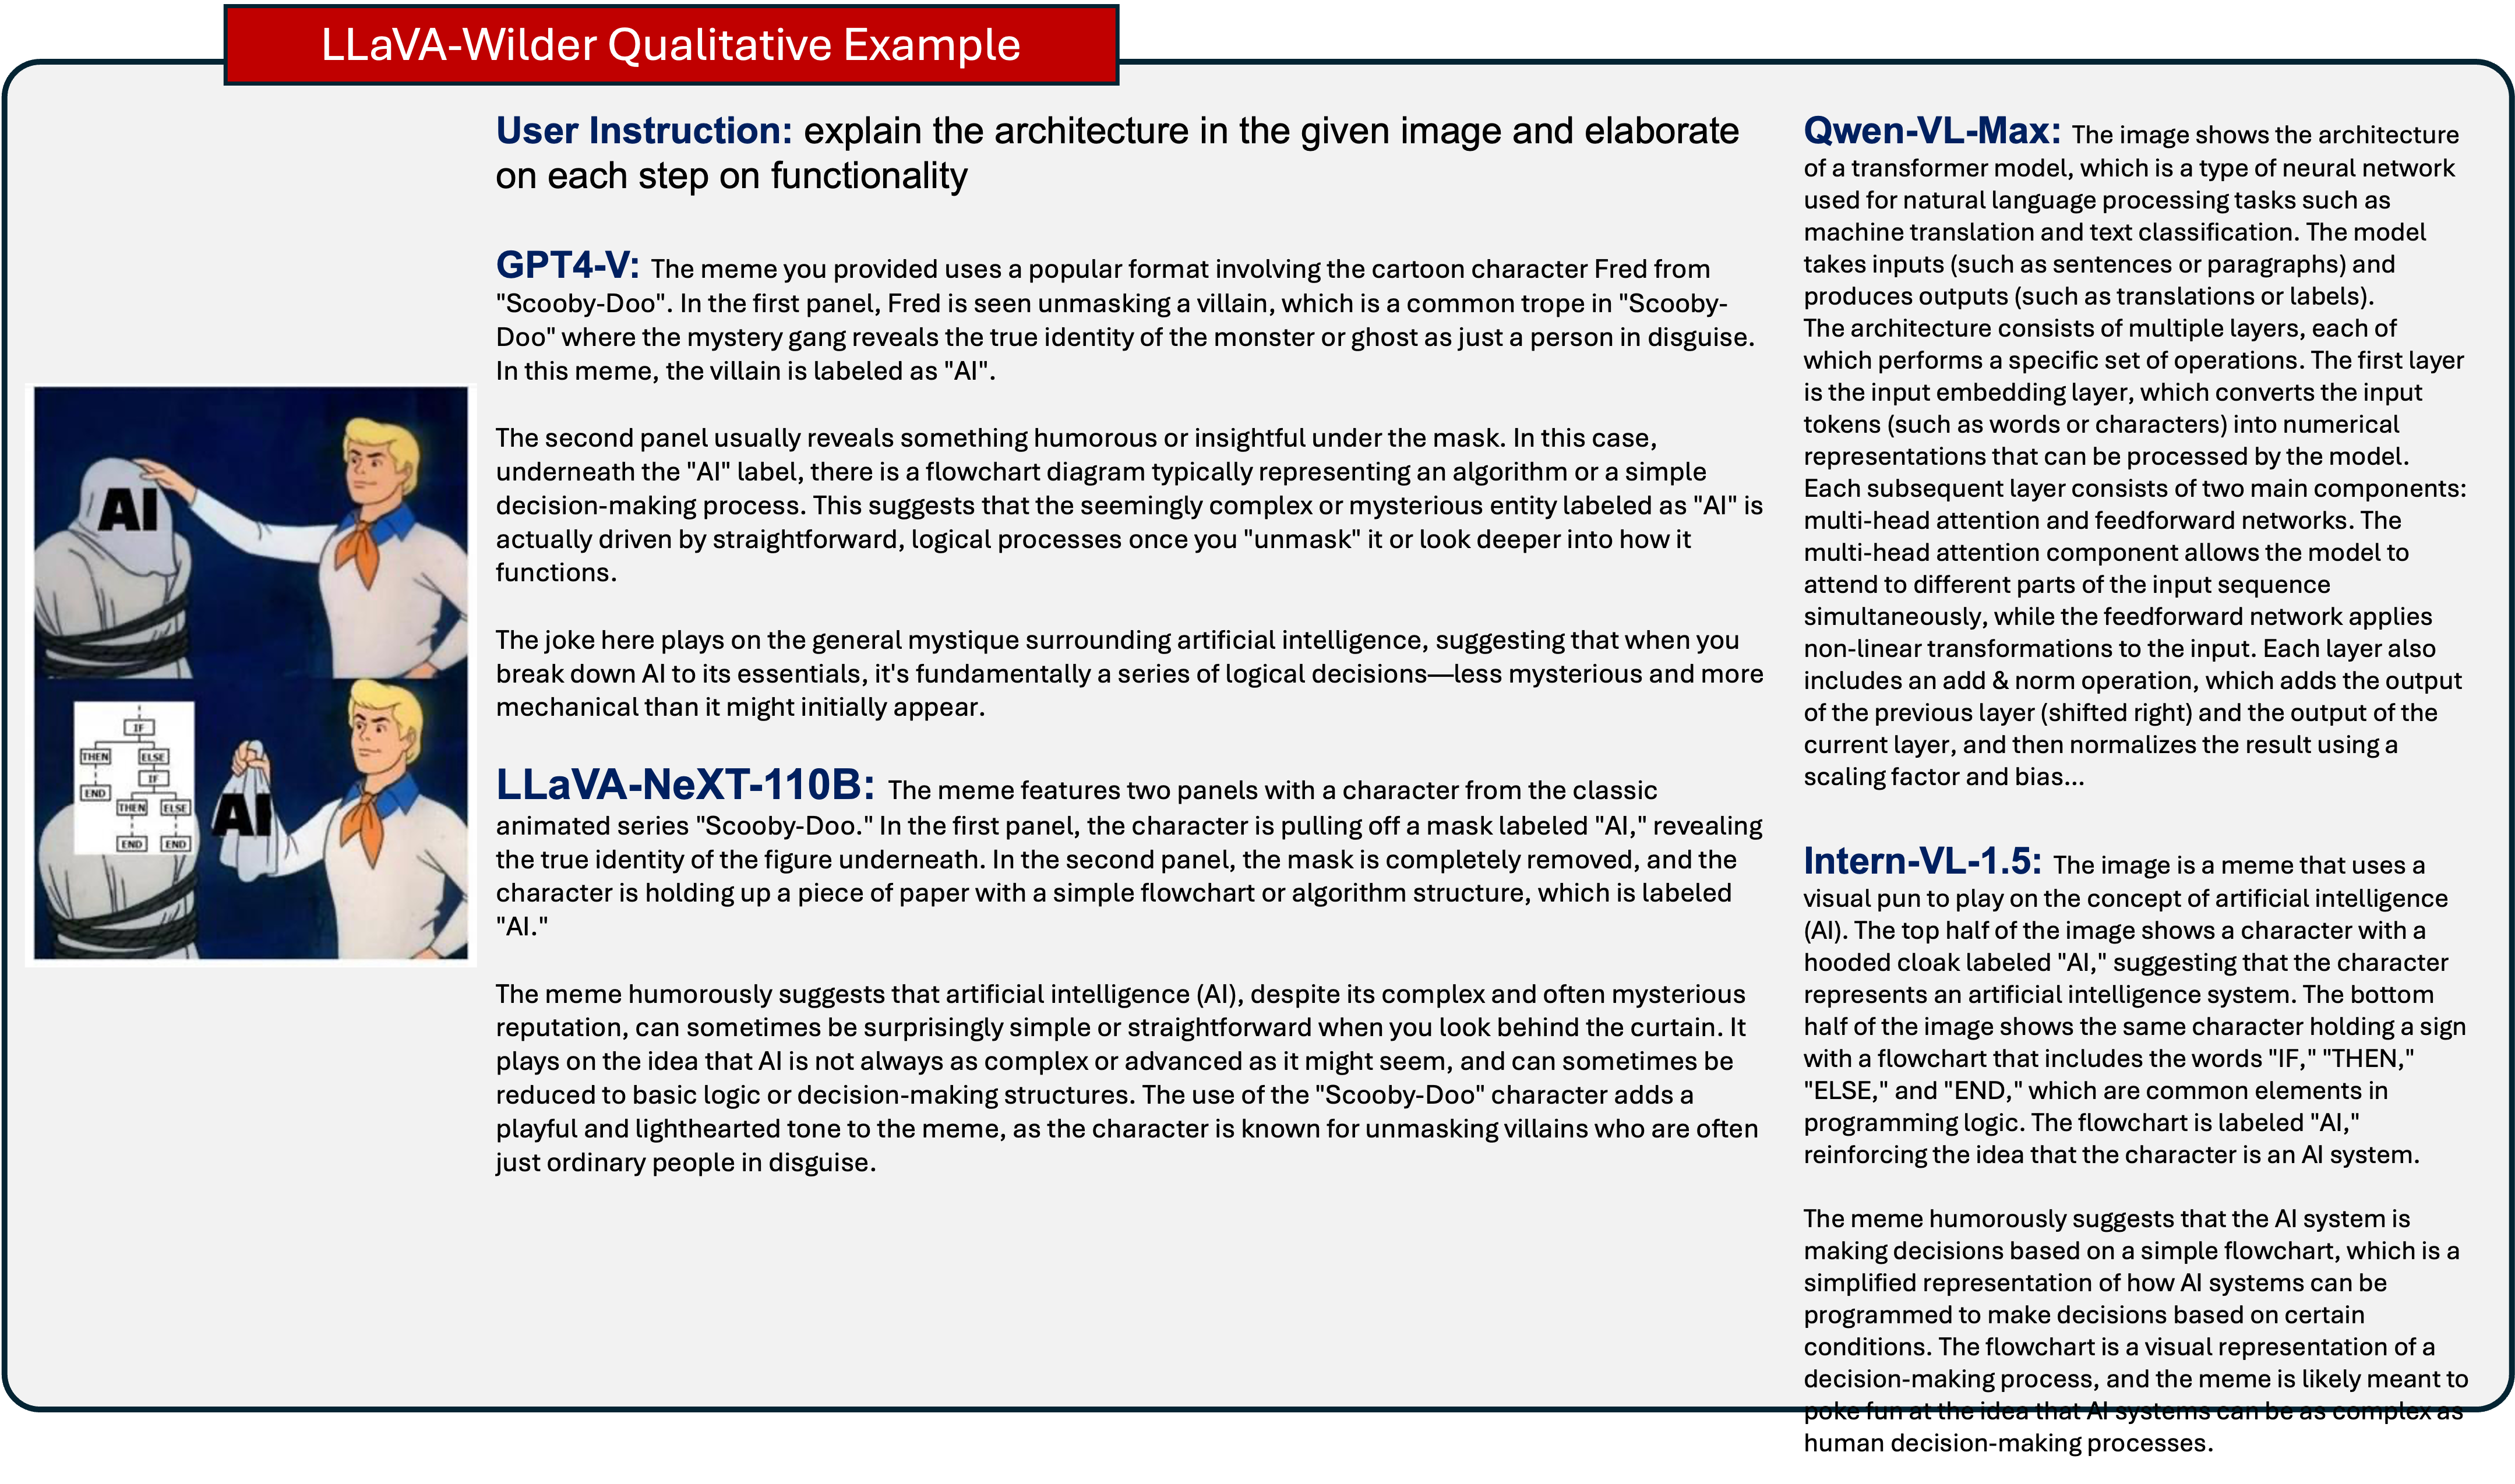 LLaVA-Wilder Qualitative Example
AI
IF
THEN
ELSE
IF
END
THEN
ELSE
END
END
AI
User Instruction: explain the architecture in the given image and elaborate
on each step on functionality
GPT4-V: The meme you provided uses a popular format involving the cartoon character Fred from
"Scooby-Doo". In the first panel, Fred is seen unmasking a villain, which is a common trope in "Scooby-
Doo" where the mystery gang reveals the true identity of the monster or ghost as just a person in disguise.
In this meme, the villain is labeled as "AI".
The second panel usually reveals something humorous or insightful under the mask. In this case,
underneath the "AI" label, there is a flowchart diagram typically representing an algorithm or a simple
decision-making process. This suggests that the seemingly complex or mysterious entity labeled as "AI" is
actually driven by straightforward, logical processes once you "unmask" it or look deeper into how it
functions.
The joke here plays on the general mystique surrounding artificial intelligence, suggesting that when you
break down AI to its essentials, it's fundamentally a series of logical decisions—less mysterious and more
mechanical than it might initially appear.
LLaVA-NeXT-110B: The meme features two panels with a character from the classic
animated series "Scooby-Doo." In the first panel, the character is pulling off a mask labeled "AI," revealing
the true identity of the figure underneath. In the second panel, the mask is completely removed, and the
character is holding up a piece of paper with a simple flowchart or algorithm structure, which is labeled
"AI."
The meme humorously suggests that artificial intelligence (AI), despite its complex and often mysterious
reputation, can sometimes be surprisingly simple or straightforward when you look behind the curtain. It
plays on the idea that AI is not always as complex or advanced as it might seem, and can sometimes be
reduced to basic logic or decision-making structures. The use of the "Scooby-Doo" character adds a
playful and lighthearted tone to the meme, as the character is known for unmasking villains who are often
just ordinary people in disguise.
Qwen-VL-Max: The image shows the architecture
of a transformer model, which is a type of neural network
used for natural language processing tasks such as
machine translation and text classification. The model
takes inputs (such as sentences or paragraphs) and
produces outputs (such as translations or labels).
The architecture consists of multiple layers, each of
which performs a specific set of operations. The first layer
is the input embedding layer, which converts the input
tokens (such as words or characters) into numerical
representations that can be processed by the model.
Each subsequent layer consists of two main components:
multi-head attention and feedforward networks. The
multi-head attention component allows the model to
attend to different parts of the input sequence
simultaneously, while the feedforward network applies
non-linear transformations to the input. Each layer also
includes an add & norm operation, which adds the output
of the previous layer (shifted right) and the output of the
current layer, and then normalizes the result using a
scaling factor and bias...
Intern-VL-1.5: The image is a meme that uses a
visual pun to play on the concept of artificial intelligence
(AI). The top half of the image shows a character with a
hooded cloak labeled "AI," suggesting that the character
represents an artificial intelligence system. The bottom
half of the image shows the same character holding a sign
with a flowchart that includes the words "IF," "THEN,"
"ELSE," and "END," which are common elements in
programming logic. The flowchart is labeled "AI,"
reinforcing the idea that the character is an AI system.
The meme humorously suggests that the AI system is
making decisions based on a simple flowchart, which is a
simplified representation of how AI systems can be
programmed to make decisions based on certain
conditions. The flowchart is a visual representation of a
decision-making process, and the meme is likely meant to
poke fun at the idea that AI systems can be as complex as
human decision-making processes.